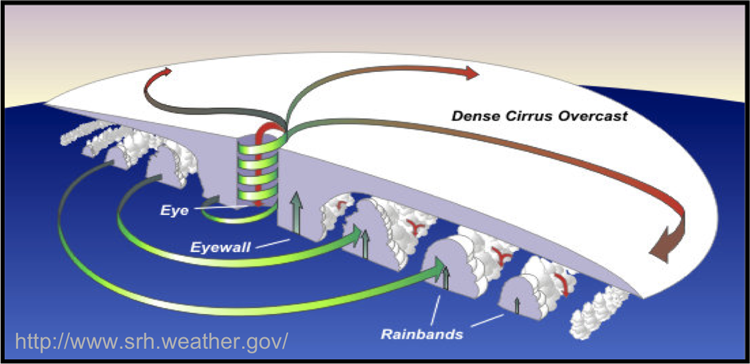 Dense Cirrus Overcast
Eye
Eyewall
Rainbands
http://www.srh.weather.gov/